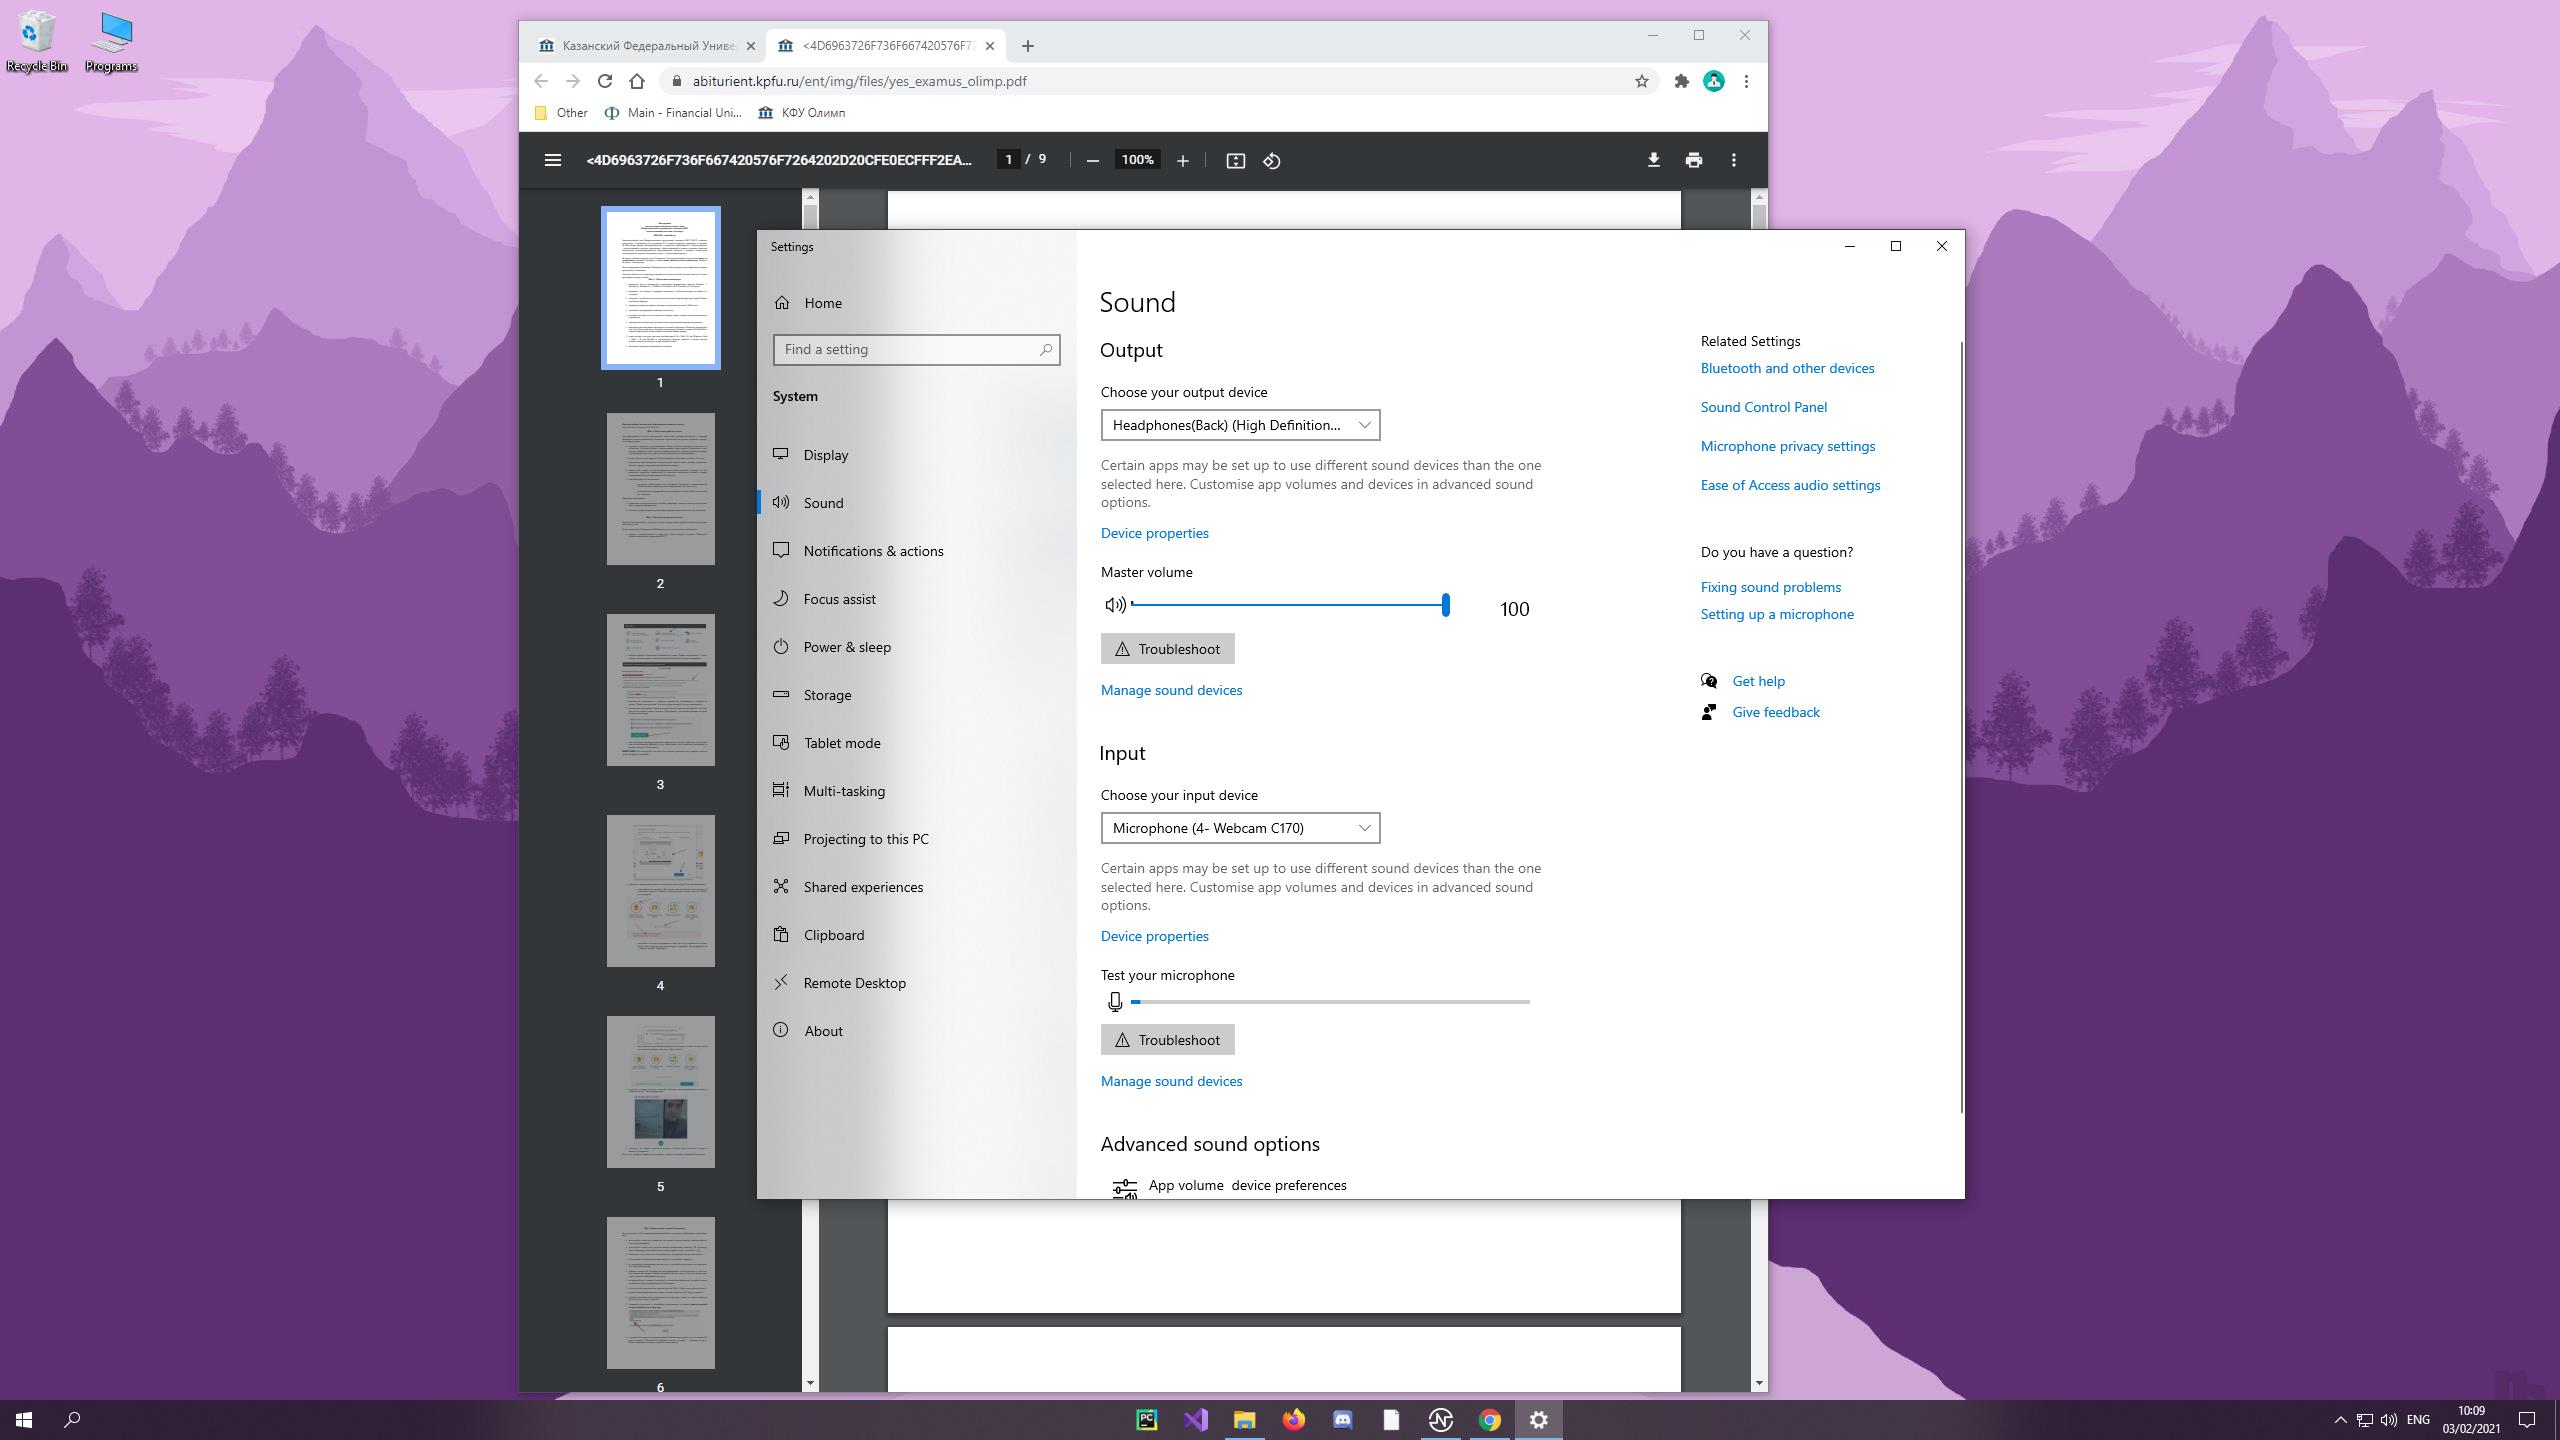 Recycle Bin
Programs
Казанский Федеральный Универ
<4D6963726F736F667420576F72
abiturient.kpfu.ru/ent/img/files/yes_examus_olimp.pdf
Other
Main - Financial Uni...
КФУ Олимп
<4D6963726F736F667420576F7264202D20CFE0ECFFF2EA...
1 / 9
100%
1
2
3
4
5
6
Settings
Home
Find a setting
System
Display
Sound
Notifications & actions
Focus assist
Power & sleep
Storage
Tablet mode
Multi-tasking
Projecting to this PC
Shared experiences
Clipboard
Remote Desktop
About
Sound
Output
Choose your output device
Headphones(Back) (High Definition...
Certain apps may be set up to use different sound devices than the one
selected here. Customise app volumes and devices in advanced sound
options.
Device properties
Master volume
100
Troubleshoot
Manage sound devices
Input
Choose your input device
Microphone (4- Webcam C170)
Certain apps may be set up to use different sound devices than the one
selected here. Customise app volumes and devices in advanced sound
options.
Device properties
Test your microphone
Troubleshoot
Manage sound devices
Advanced sound options
App volume device preferences
Related Settings
Bluetooth and other devices
Sound Control Panel
Microphone privacy settings
Ease of Access audio settings
Do you have a question?
Fixing sound problems
Setting up a microphone
Get help
Give feedback
PC
ENG
10:09
03/02/2021